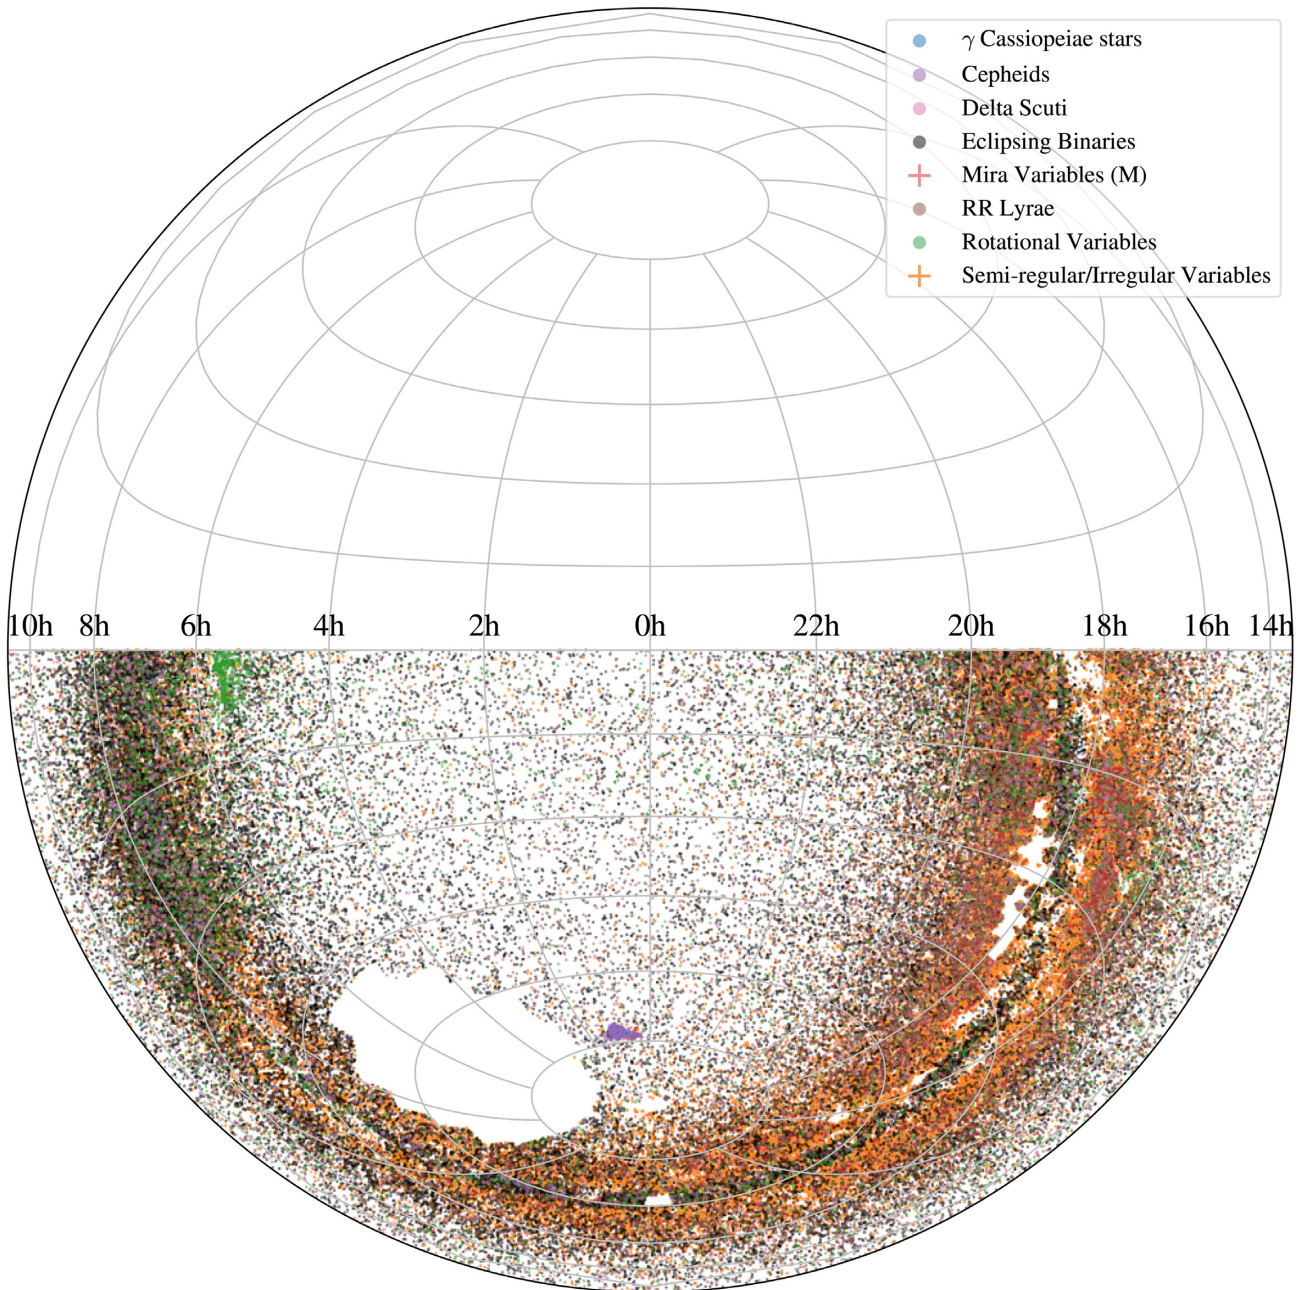 γ Cassiopeiae stars
Cepheids
Delta Scuti
Eclipsing Binaries
Mira Variables (M)
RR Lyrae
Rotational Variables
Semi-regular/Irregular Variables
10h 8h 6h 4h 2h 0h 22h 20h 18h 16h 14h